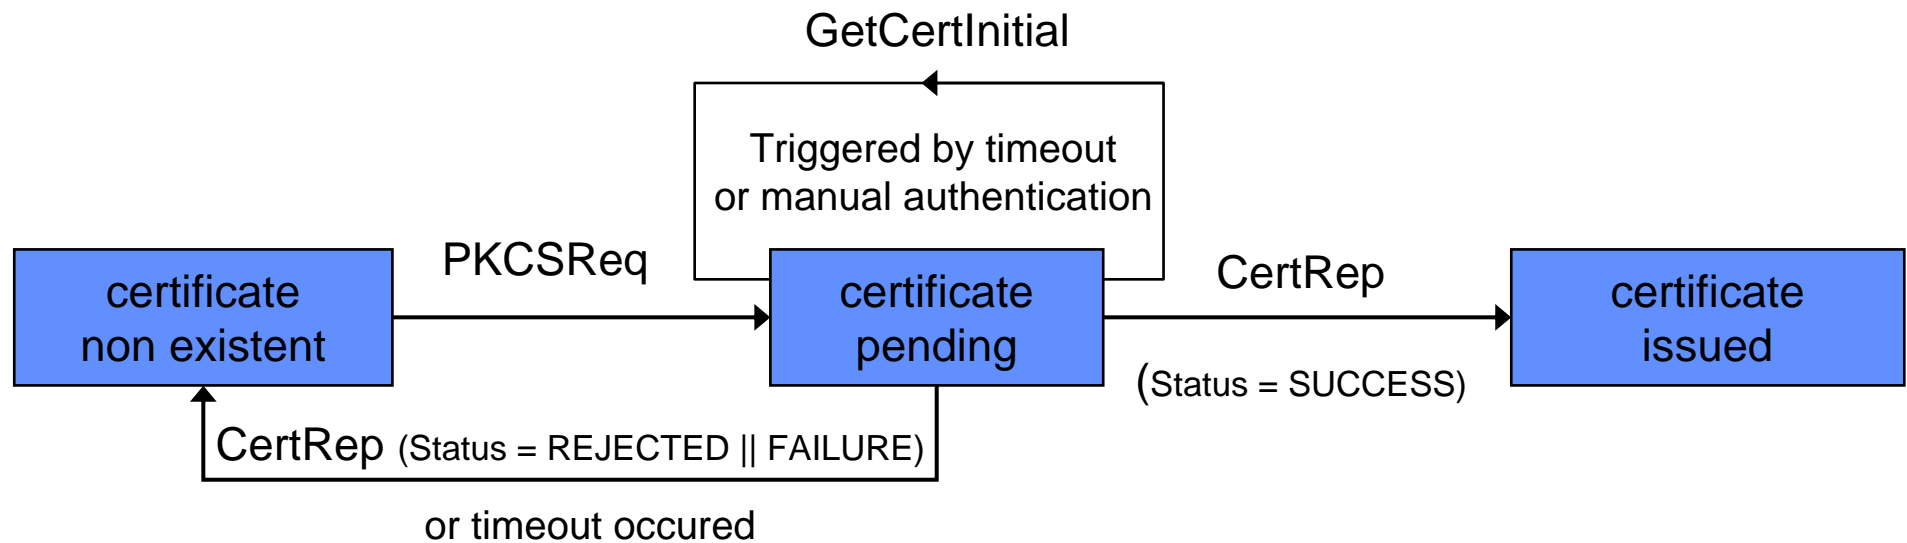 GetCertInitial
Triggered by timeout
or manual authentication
PKCSReq
CertRep
certificate
non existent
certificate
pending
certificate
issued
(Status = SUCCESS)
CertRep (Status = REJECTED || FAILURE)
or timeout occured